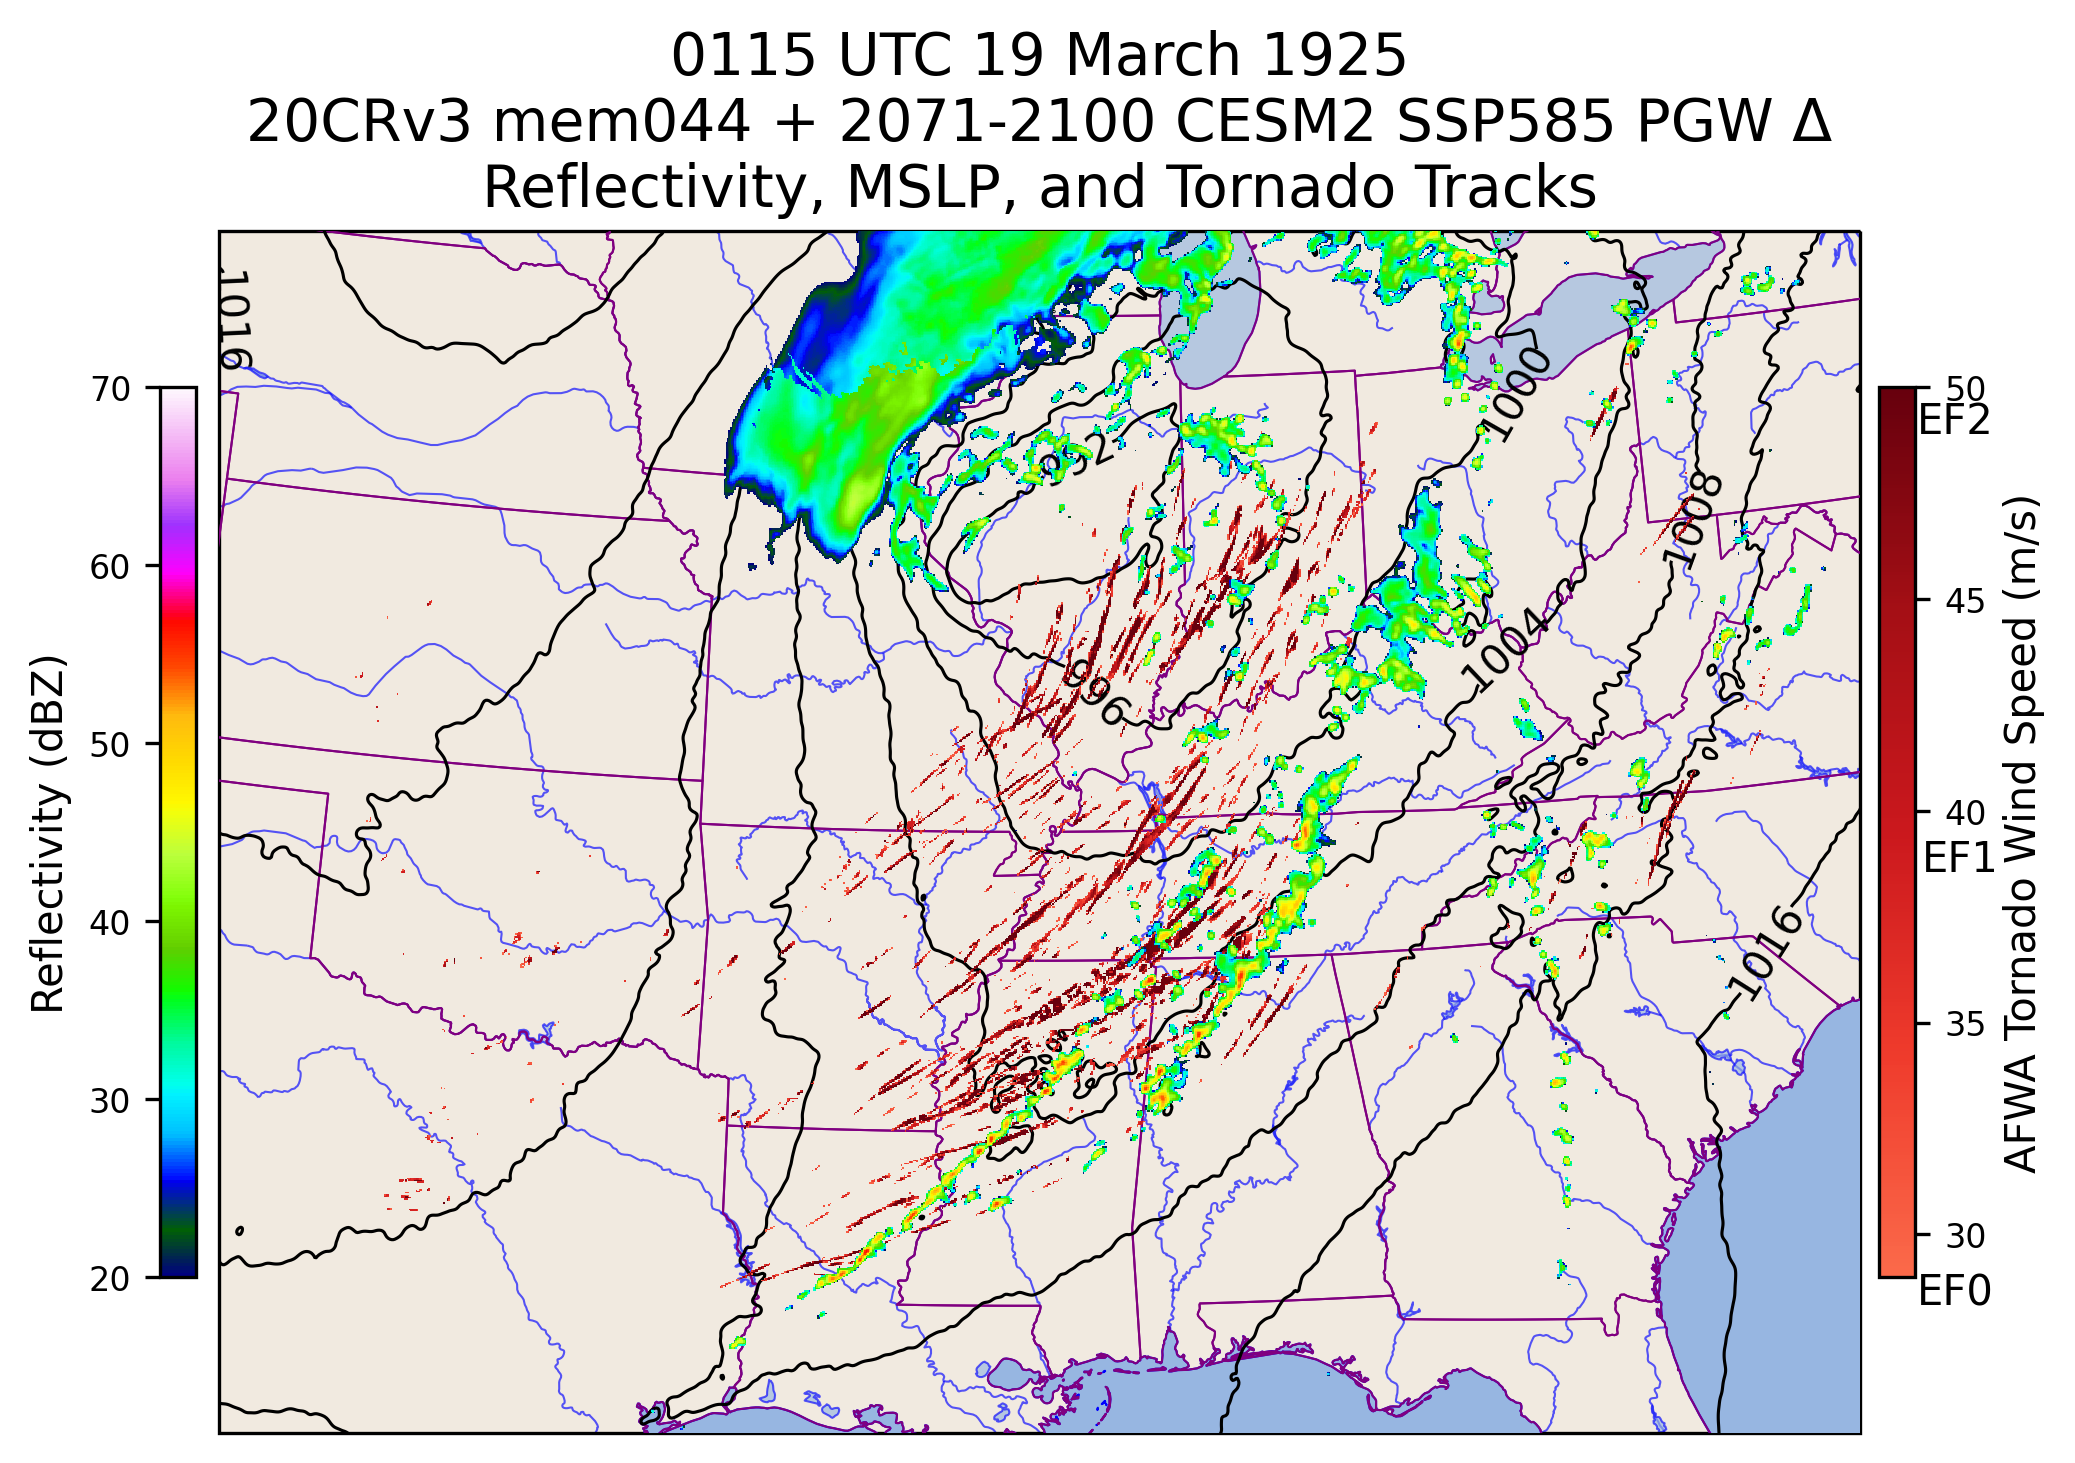 0115 UTC 19 March 1925
20CRv3 mem044 + 2071-2100 CESM2 SSP585 PGW Δ
Reflectivity, MSLP, and Tornado Tracks
1016
1000
992
1008
1004
996
1016
70
60
50
40
30
20
Reflectivity (dBZ)
50
EF2
45
40
EF1
35
30
EF0
AFWA Tornado Wind Speed (m/s)